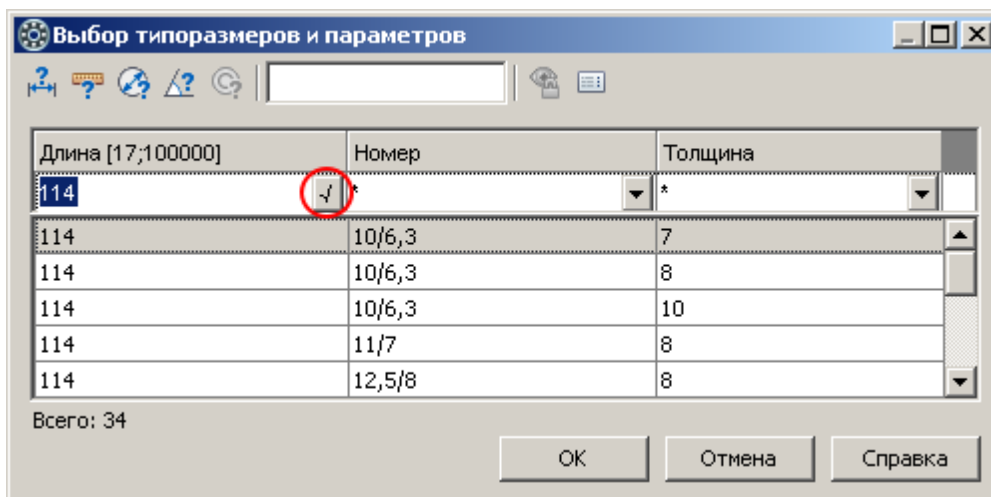 Выбор типоразмеров и параметров
Длина [17;100000] Номер Толщина
114 * *
114 10/6,3 7
114 10/6,3 8
114 10/6,3 10
114 11/7 8
114 12,5/8 8
Всего: 34
OK Отмена Справка